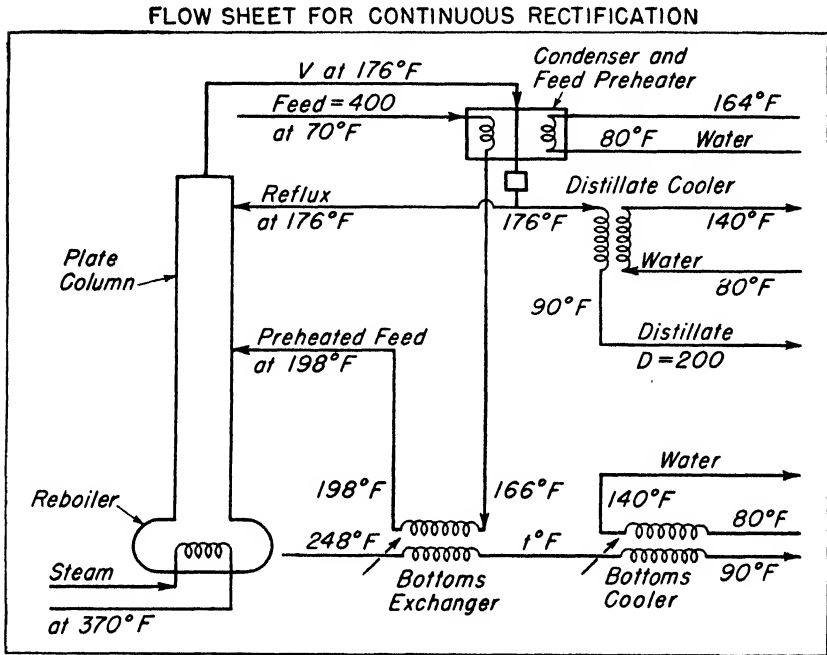 FLOW SHEET FOR CONTINUOUS RECTIFICATION
V at 176°F
Condenser and
Feed Preheater
Feed = 400
at 70°F
164°F
80°F
Water
Reflux
at 176°F
176°F
Distillate Cooler
140°F
Plate
Column
Water
80°F
90°F
Preheated Feed
at 198°F
Distillate
D = 200
198°F
166°F
Water
140°F
80°F
Reboiler
248°F
t°F
90°F
Steam
at 370°F
Bottoms
Exchanger
Bottoms
Cooler